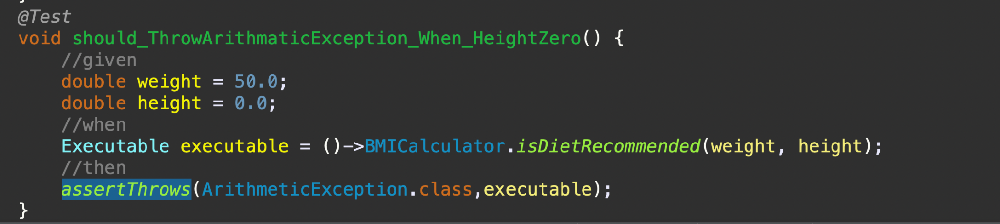 @Test
void should_ThrowArithmaticException_When_HeightZero() {
//given
double weight = 50.0;
double height = 0.0;
//when
Executable executable = ()->BMICalculator.isDietRecommended(weight, height);
//then
assertThrows(ArithmeticException.class,executable);
}